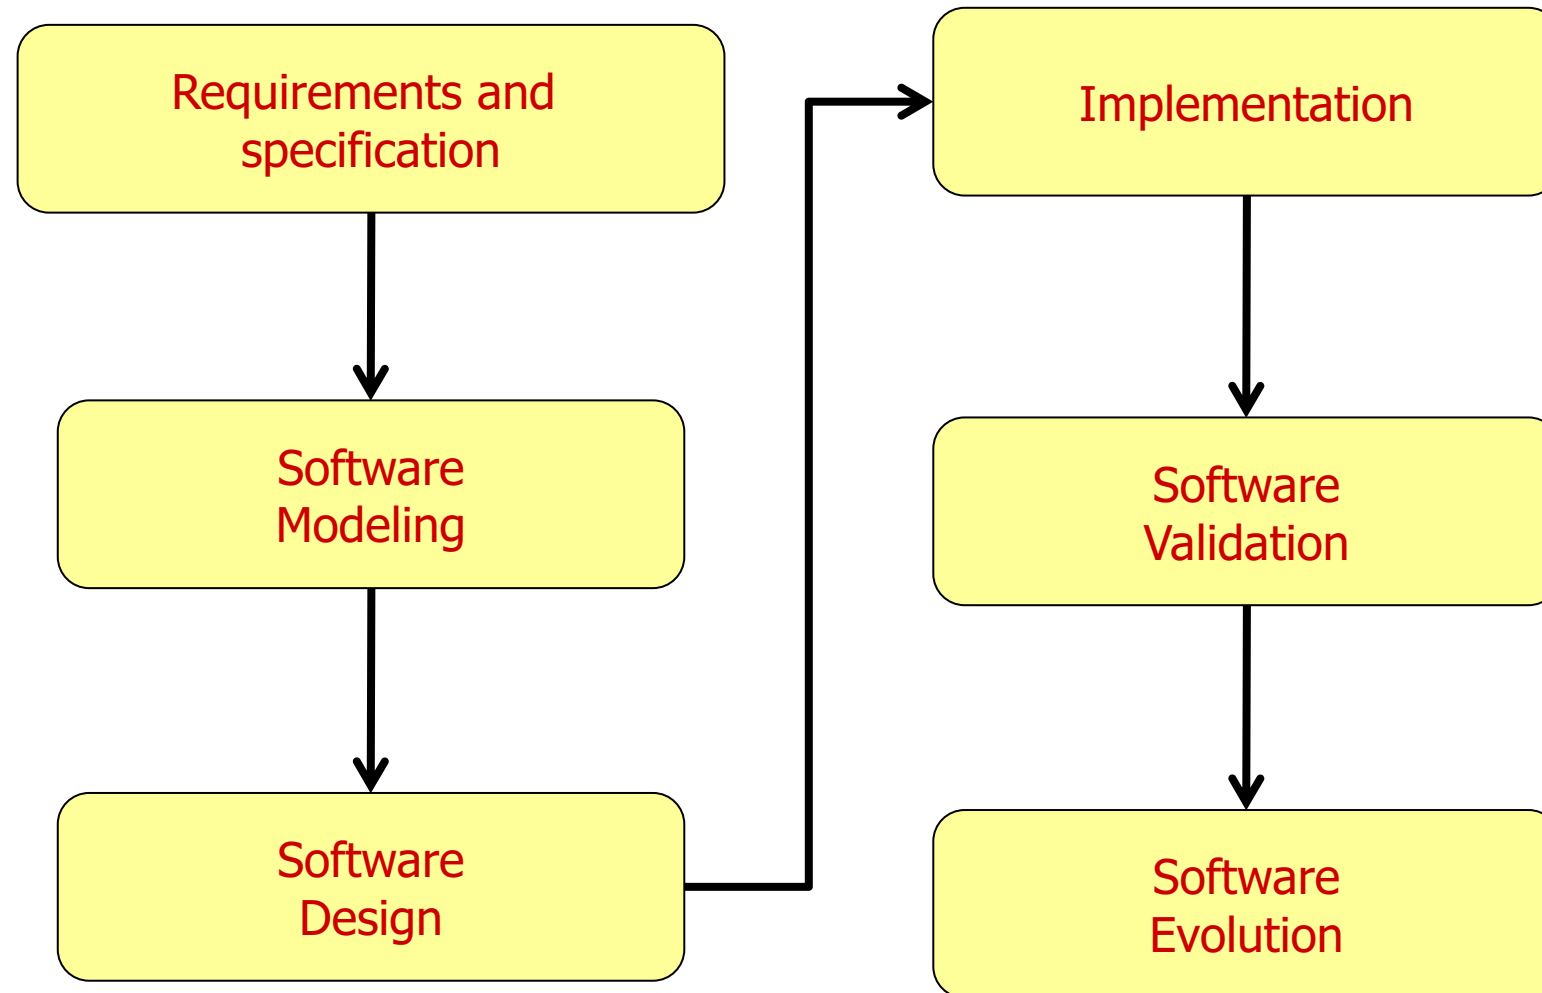 Requirements and
specification
Software
Modeling
Software
Design
Implementation
Software
Validation
Software
Evolution